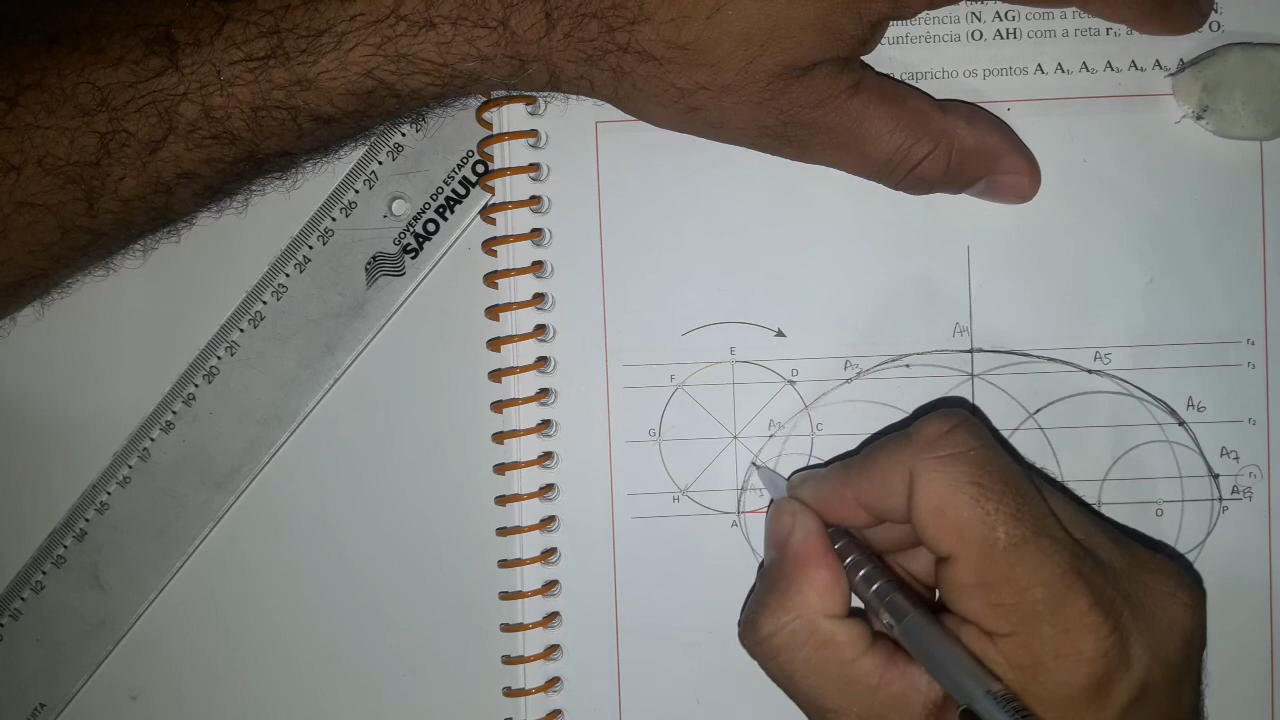 nferência (N, AG) com a reta N;
cunferência (O, AH) com a reta r₁; a O;
capricho os pontos A, A₁, A₂, A₃, A₄, A₅, A
GOVERNO DO ESTADO
SÃO PAULO
29
28
27
26
25
24
23
22
21
20
19
18
17
16
15
14
13
12
11
A4
r₄
E
A5
r₃
F
D
A3
A6
G
C
A2
r₂
A7
H
A1
r₁
A8
A
O
P